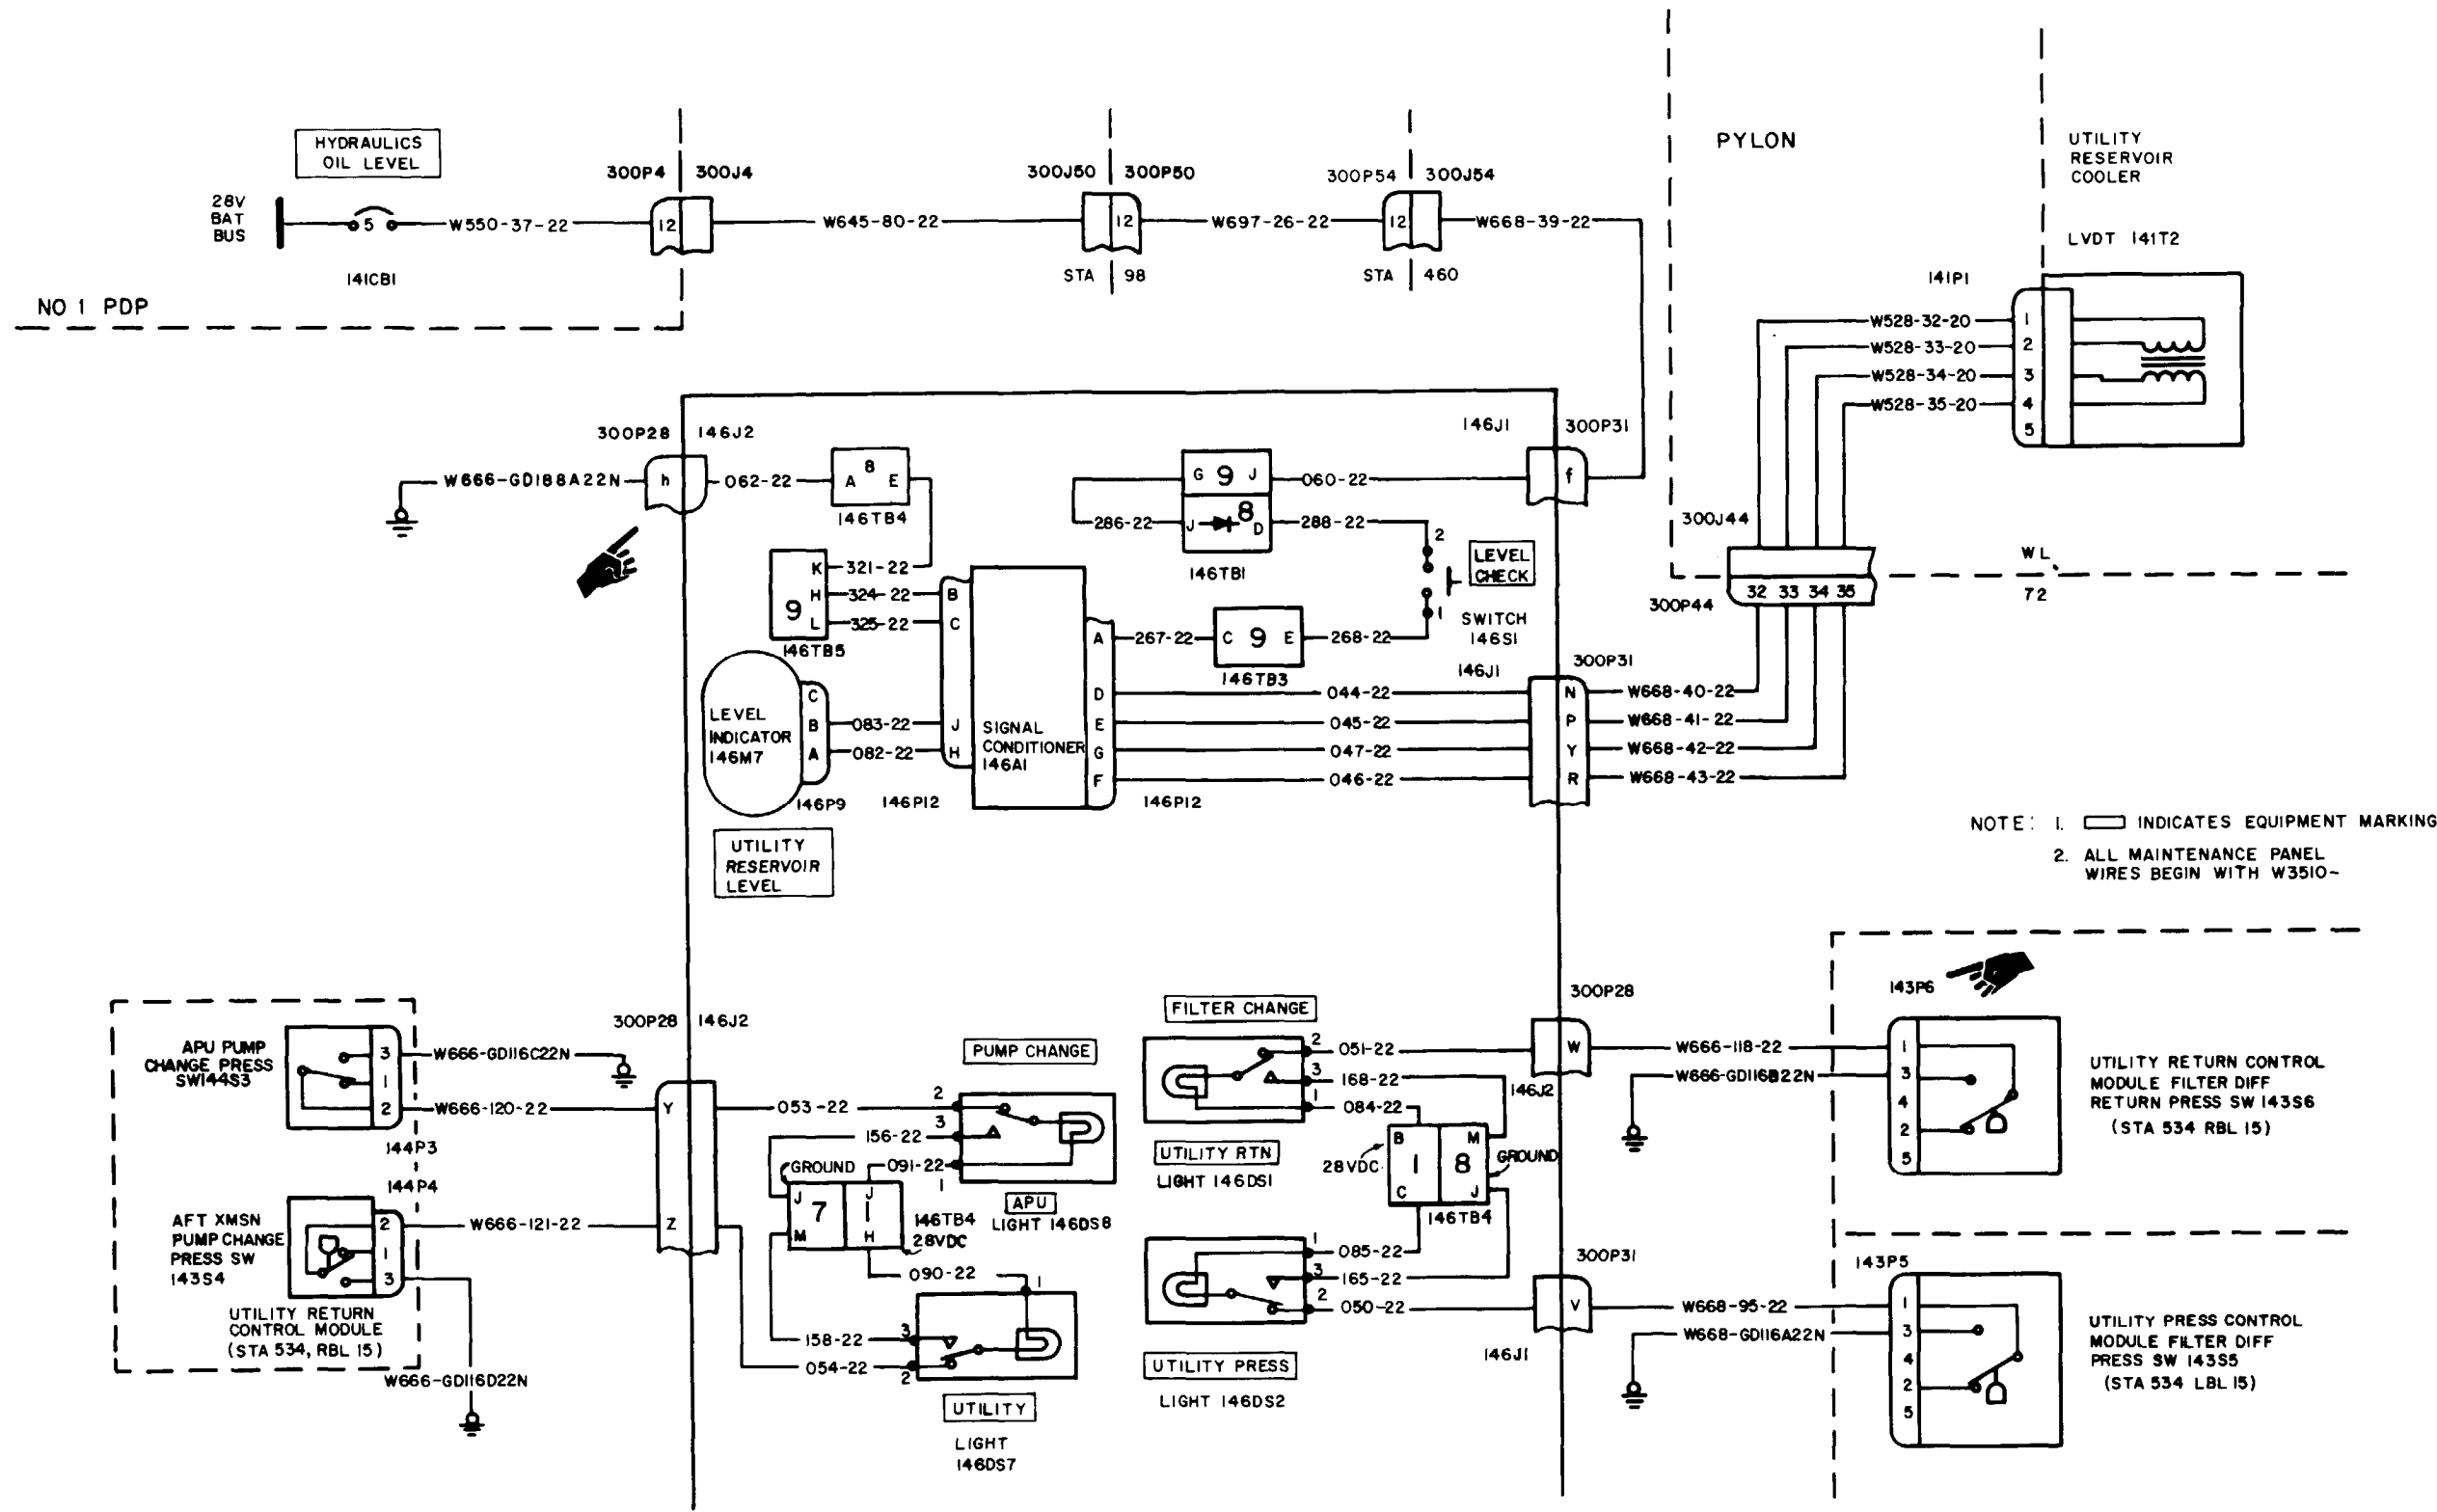 HYDRAULICS
OIL LEVEL
28V
BAT
BUS
5
W550-37-22
141CB1
NO 1 PDP
300P4
300J4
12
W645-80-22
300J50
300P50
12
STA
98
W697-26-22
300P54
300J54
12
STA
460
W668-39-22
PYLON
UTILITY
RESERVOIR
COOLER
LVDT 141T2
141P1
W528-32-20
1
W528-33-20
2
W528-34-20
3
W528-35-20
4
5
300J44
WL
72
300P44
32
33
34
35
300P28
146J2
W666-GD188A22N
h
062-22
A
8
E
146TB4
K
321-22
H
324-22
9
L
325-22
146TB5
B
C
146J1
300P31
G
9
J
060-22
f
286-22
J
8
D
288-22
146TB1
2
LEVEL
CHECK
1
SWITCH
146S1
A
267-22
C
9
E
268-22
146TB3
146J1
300P31
D
044-22
N
W668-40-22
E
045-22
P
W668-41-22
G
047-22
Y
W668-42-22
F
046-22
R
W668-43-22
LEVEL
INDICATOR
146M7
C
B
083-22
J
A
082-22
H
SIGNAL
CONDITIONER
146A1
146P9
146P12
146P12
UTILITY
RESERVOIR
LEVEL
NOTE: 1. INDICATES EQUIPMENT MARKING
2. ALL MAINTENANCE PANEL
WIRES BEGIN WITH W3510-
APU PUMP
CHANGE PRESS
SW144S3
3
W666-GD116C22N
1
2
W666-120-22
144P3
300P28
146J2
Y
053-22
PUMP CHANGE
2
156-22
3
GROUND
091-22
1
J
7
M
J
1
H
146TB4
28VDC
APU
LIGHT 146DS8
144P4
AFT XMSN
PUMP CHANGE
PRESS SW
143S4
2
W666-121-22
1
3
Z
UTILITY RETURN
CONTROL MODULE
(STA 534, RBL 15)
W666-GD116D22N
090-22
1
158-22
3
054-22
2
UTILITY
LIGHT
146DS7
FILTER CHANGE
2
051-22
3
168-22
1
084-22
300P28
W
146J2
W666-118-22
W666-GD116B22N
UTILITY RTN
LIGHT 146DS1
28VDC
B
1
C
M
8
J
GROUND
146TB4
1
085-22
3
165-22
2
050-22
UTILITY PRESS
LIGHT 146DS2
300P31
V
146J1
W668-95-22
W668-GD116A22N
143P6
1
3
4
2
5
UTILITY RETURN CONTROL
MODULE FILTER DIFF
RETURN PRESS SW 143S6
(STA 534 RBL 15)
143P5
1
3
4
2
5
UTILITY PRESS CONTROL
MODULE FILTER DIFF
PRESS SW 143S5
(STA 534 LBL 15)